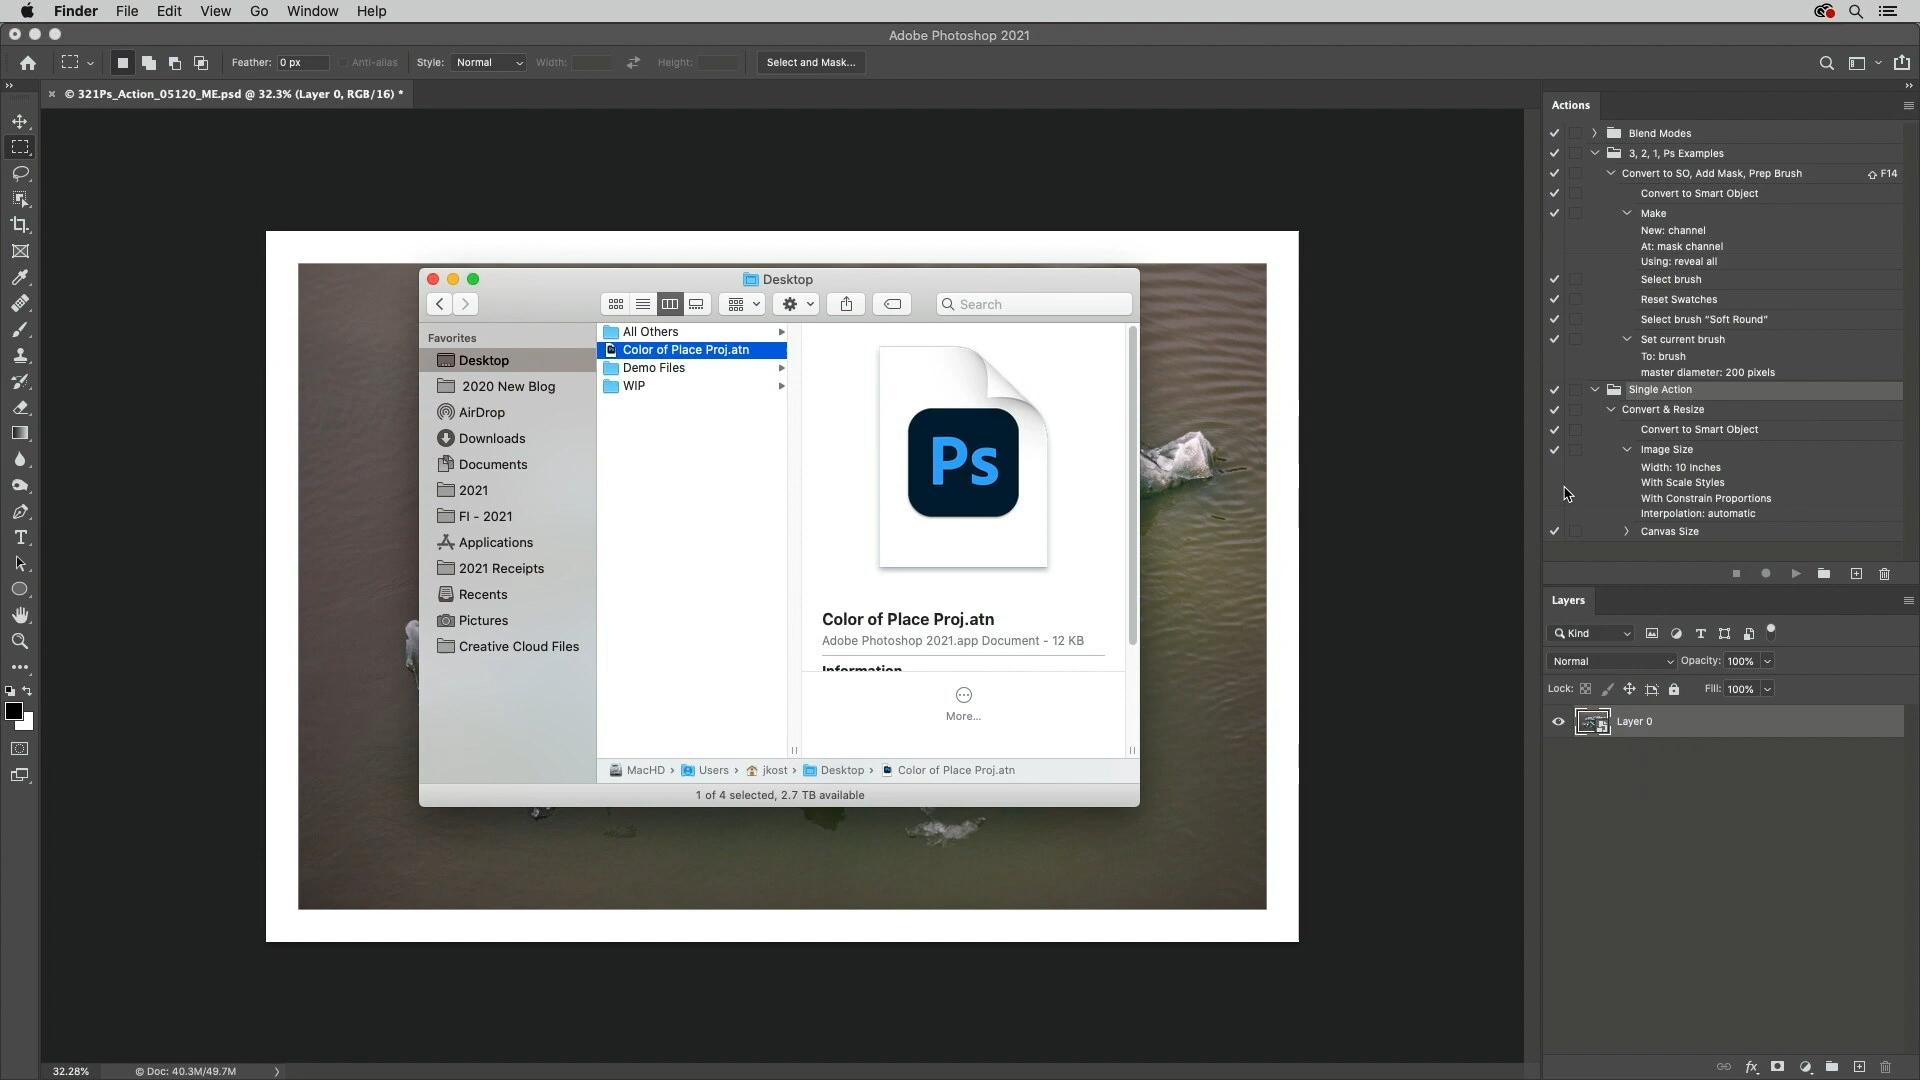 Finder File Edit View Go Window Help
Adobe Photoshop 2021
Feather: 0 px Anti-alias Style: Normal Width: Height: Select and Mask...
© 321Ps_Action_05120_ME.psd @ 32.3% (Layer 0, RGB/16) *
Desktop
Search
Favorites
Desktop
2020 New Blog
AirDrop
Downloads
Documents
2021
FI - 2021
Applications
2021 Receipts
Recents
Pictures
Creative Cloud Files
All Others
Color of Place Proj.atn
Demo Files
WIP
Ps
Color of Place Proj.atn
Adobe Photoshop 2021.app Document - 12 KB
Information
More...
MacHD › Users › jkost › Desktop › Color of Place Proj.atn
1 of 4 selected, 2.7 TB available
Actions
Blend Modes
3, 2, 1, Ps Examples
Convert to SO, Add Mask, Prep Brush F14
Convert to Smart Object
Make
New: channel
At: mask channel
Using: reveal all
Select brush
Reset Swatches
Select brush “Soft Round”
Set current brush
To: brush
master diameter: 200 pixels
Single Action
Convert & Resize
Convert to Smart Object
Image Size
Width: 10 inches
With Scale Styles
With Constrain Proportions
Interpolation: automatic
Canvas Size
Layers
Kind
Normal Opacity: 100%
Lock: Fill: 100%
Layer 0
32.28% © Doc: 40.3M/49.7M